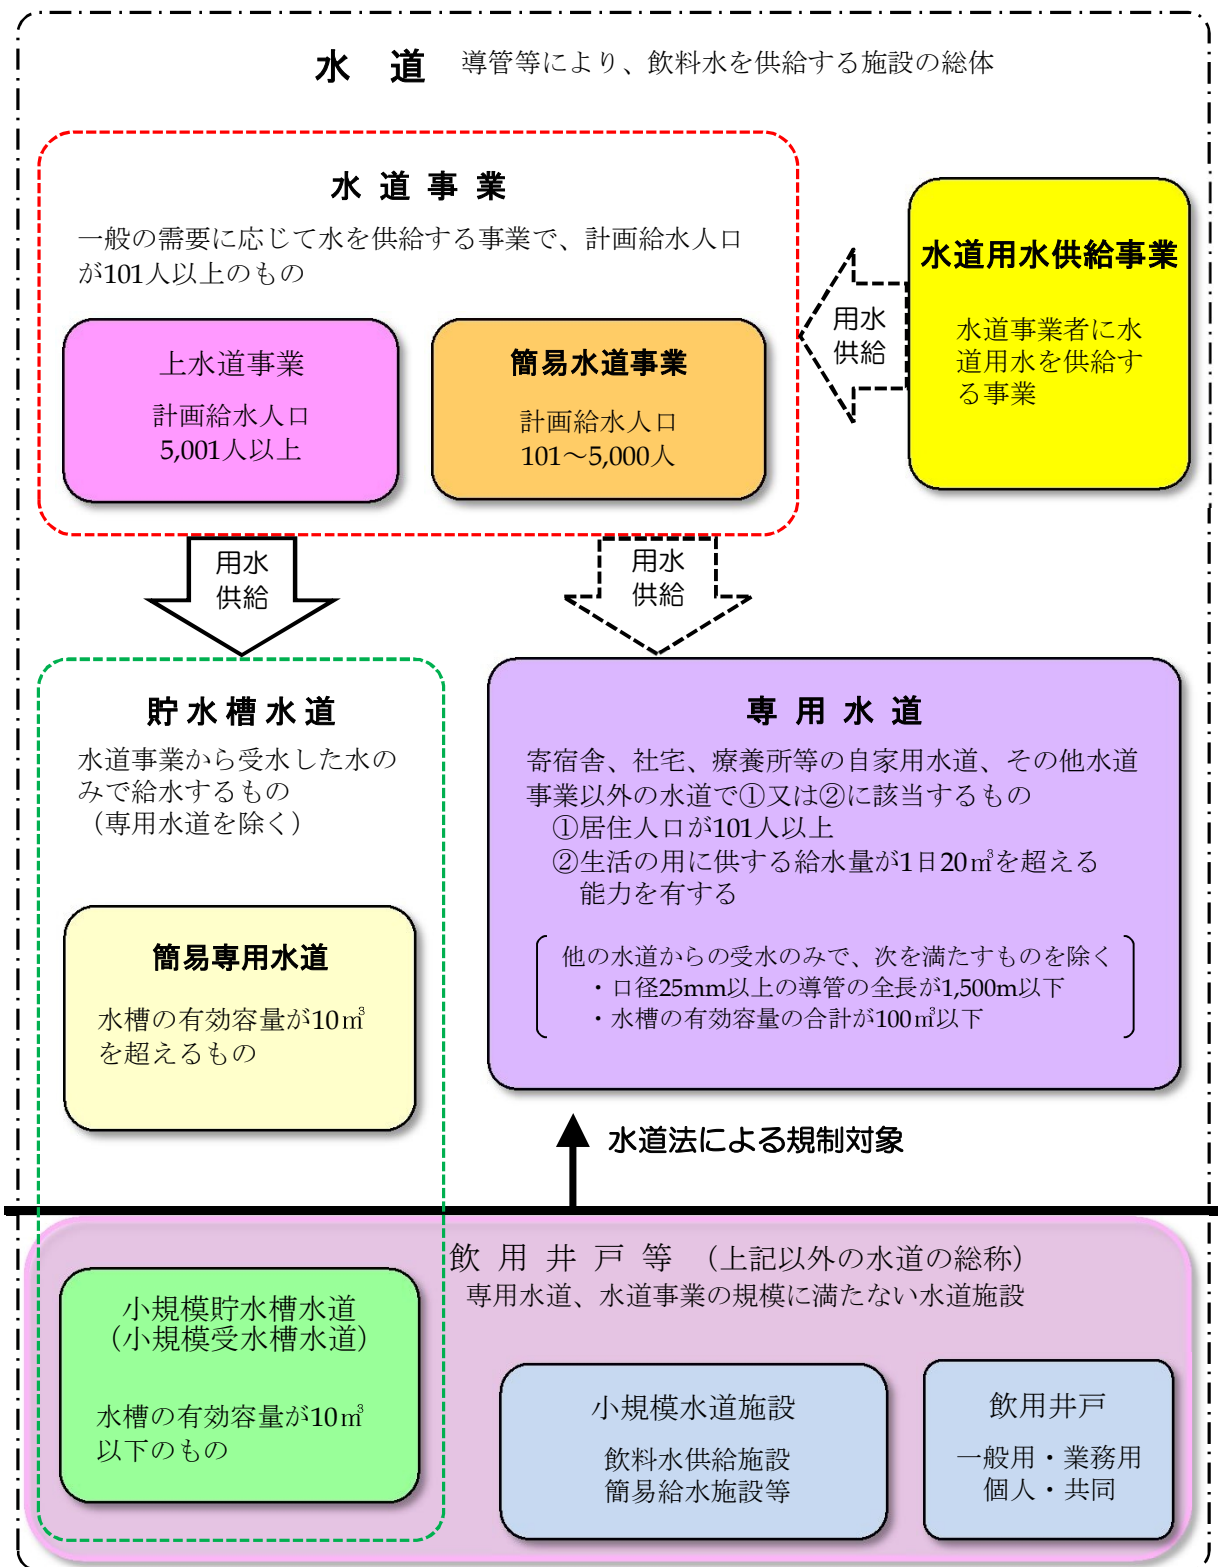 水 道 導管等により、飲料水を供給する施設の総体
水 道 事 業
一般の需要に応じて水を供給する事業で、計画給水人口
が101人以上のもの
上水道事業
計画給水人口
5,001人以上
簡易水道事業
計画給水人口
101～5,000人
用水
供給
水道用水供給事業
水道事業者に水
道用水を供給す
る事業
用水
供給
用水
供給
貯 水 槽 水 道
水道事業から受水した水の
みで給水するもの
（専用水道を除く）
簡易専用水道
水槽の有効容量が10㎥
を超えるもの
専 用 水 道
寄宿舎、社宅、療養所等の自家用水道、その他水道
事業以外の水道で①又は②に該当するもの
①居住人口が101人以上
②生活の用に供する給水量が1日20㎥を超える
能力を有する
他の水道からの受水のみで、次を満たすものを除く
・口径25mm以上の導管の全長が1,500m以下
・水槽の有効容量の合計が100㎥以下
水道法による規制対象
飲 用 井 戸 等 （上記以外の水道の総称）
専用水道、水道事業の規模に満たない水道施設
小規模貯水槽水道
（小規模受水槽水道）
水槽の有効容量が10㎥
以下のもの
小規模水道施設
飲料水供給施設
簡易給水施設等
飲用井戸
一般用・業務用
個人・共同